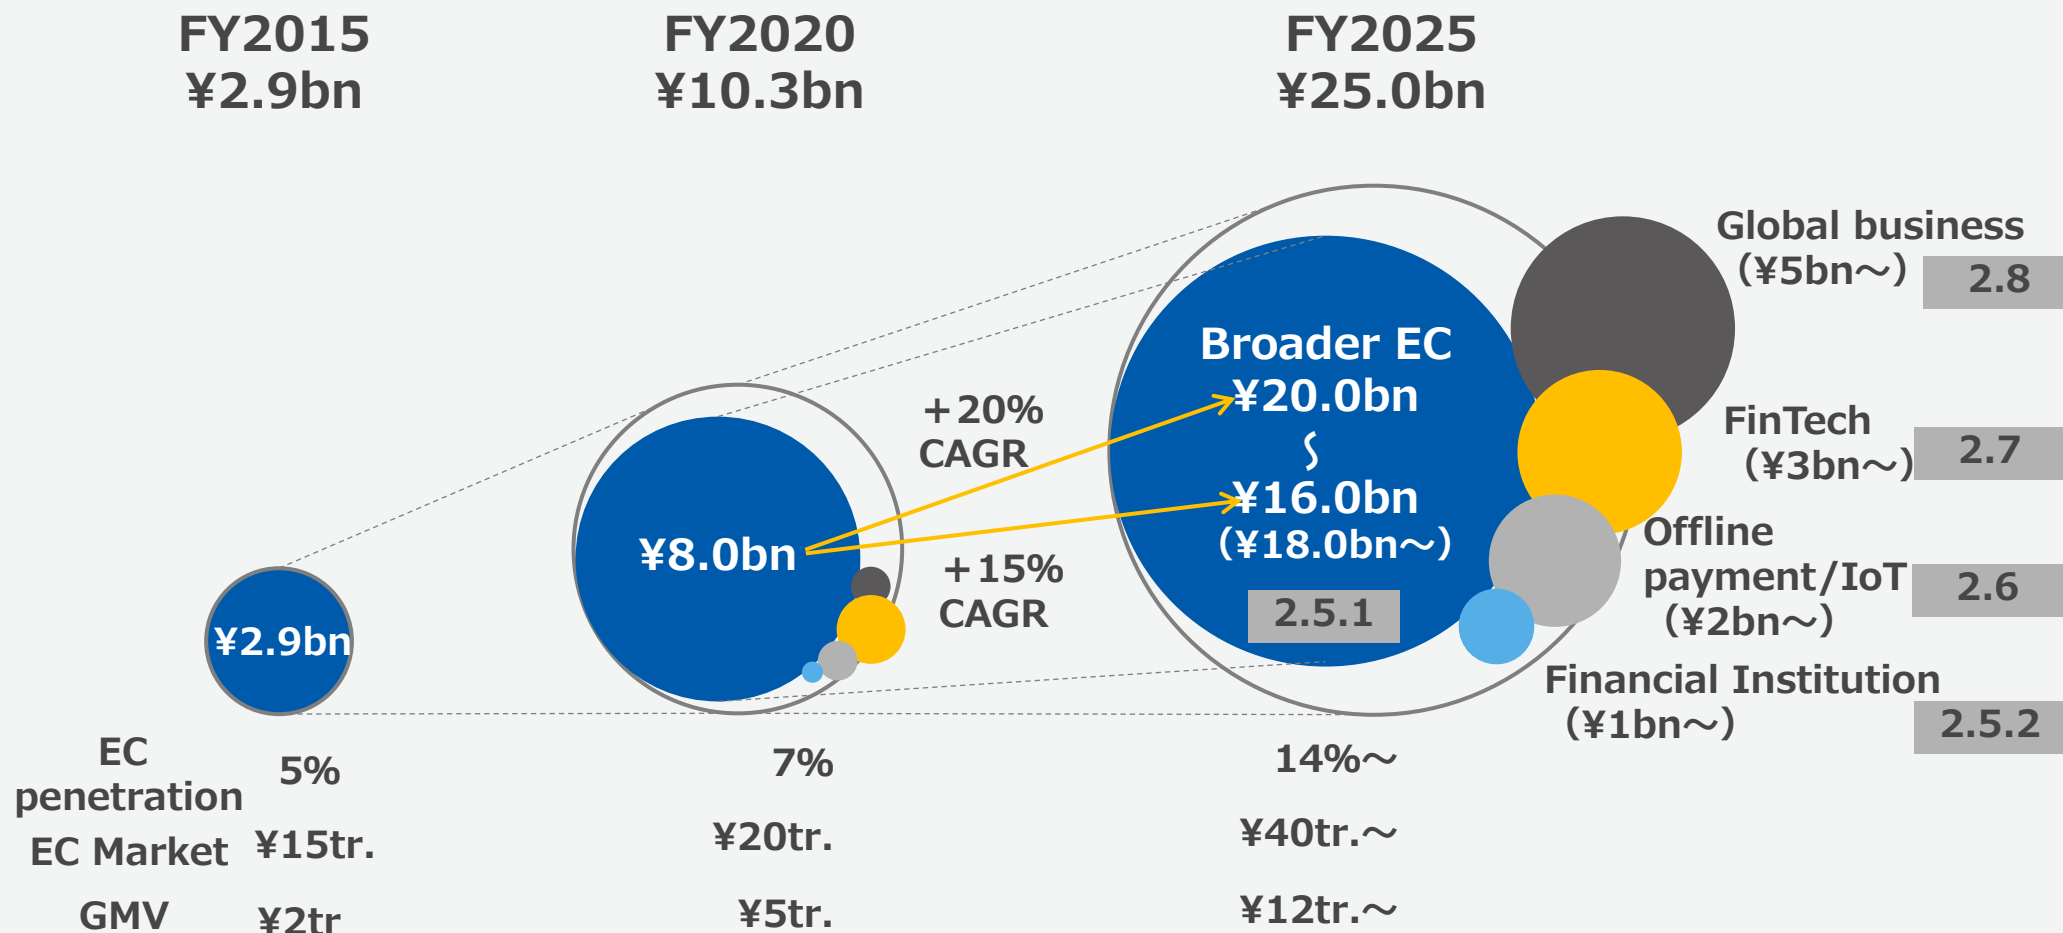 FY2015
¥2.9bn
FY2020
¥10.3bn
FY2025
¥25.0bn
¥2.9bn
¥8.0bn
+20%
CAGR
+15%
CAGR
Broader EC
¥20.0bn
～
¥16.0bn
(¥18.0bn～)
2.5.1
Global business
(¥5bn～)
2.8
FinTech
(¥3bn～)
2.7
Offline
payment/IoT
(¥2bn～)
2.6
Financial Institution
(¥1bn～)
2.5.2
EC
penetration
5%
7%
14%～
EC Market
¥15tr.
¥20tr.
¥40tr.～
GMV
¥2tr
¥5tr.
¥12tr.～